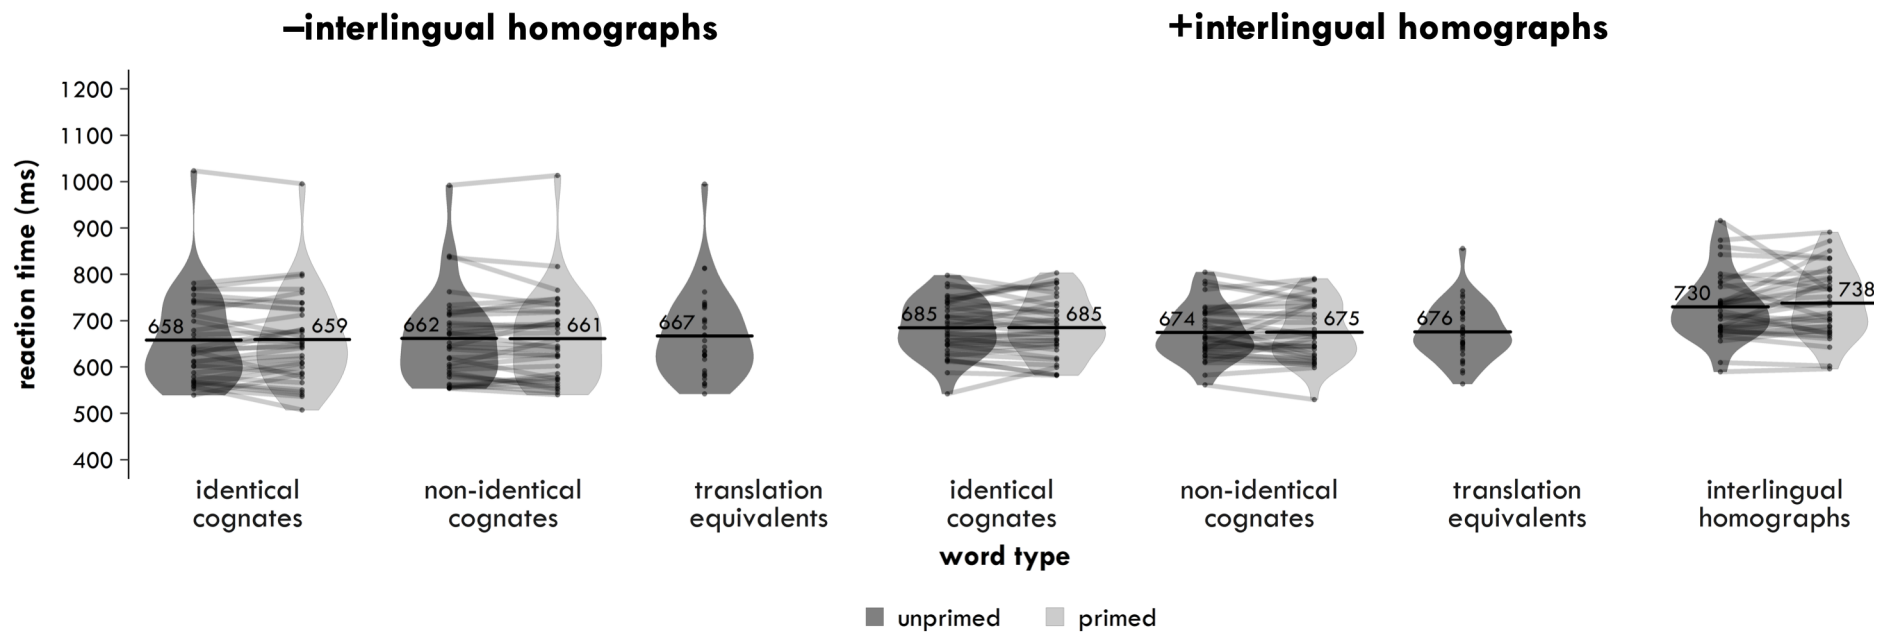 –interlingual homographs
+interlingual homographs
reaction time (ms)
1200
1100
1000
900
800
700
600
500
400
658
659
662
661
667
685
685
674
675
676
730
738
identical
cognates
non-identical
cognates
translation
equivalents
identical
cognates
non-identical
cognates
translation
equivalents
interlingual
homographs
word type
unprimed
primed